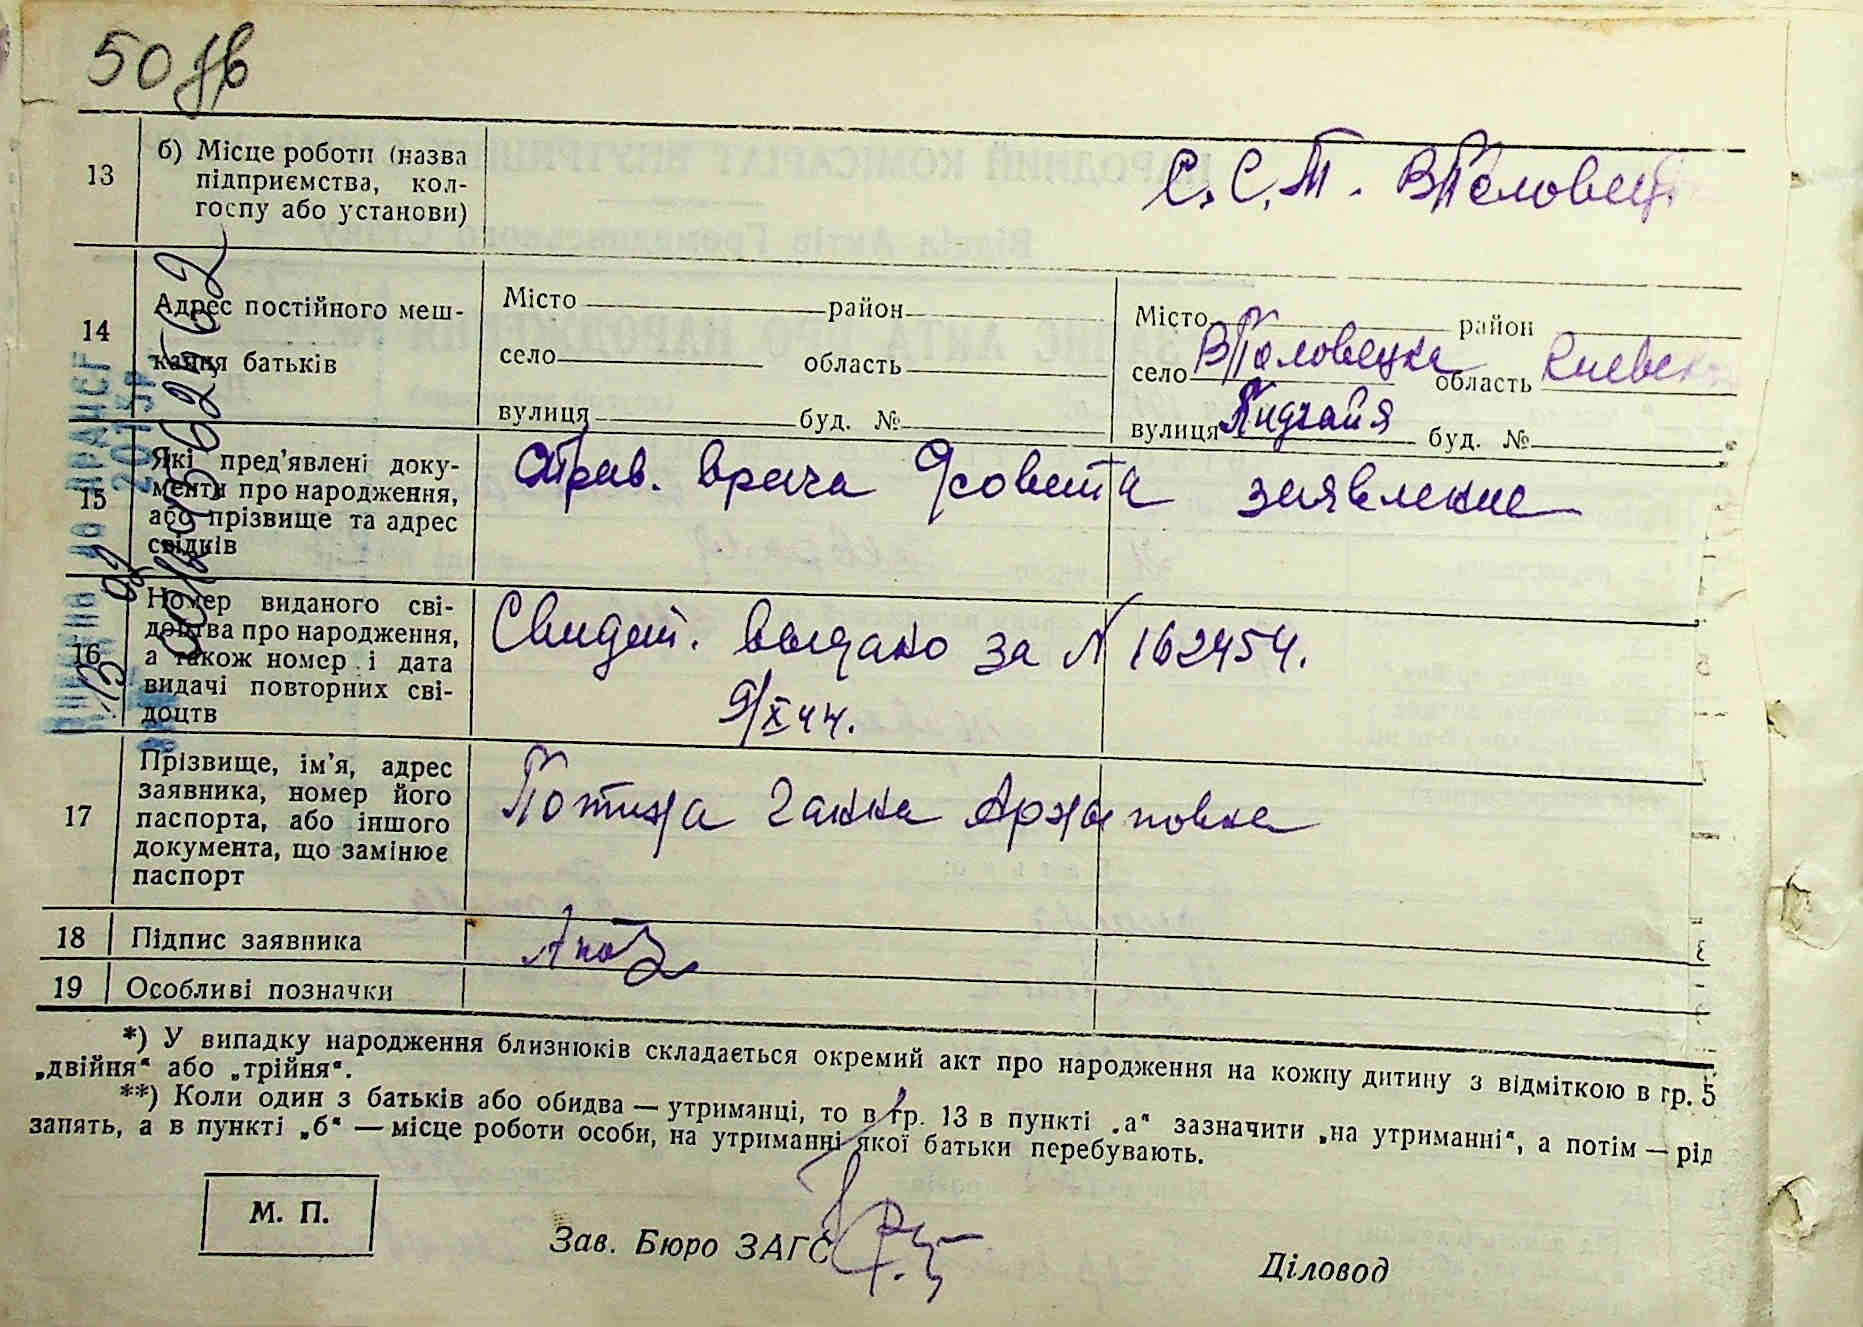 50 зв
13
б) Місце роботи (назва
підприємства, кол-
госпу або установи)
С.С.Т. ВПоловец
14
Адрес постійного меш-
кання батьків
Місто район
село область
вулиця буд. №
Місто район
село ВПоловецка область Киевск
вулиця буд. №
15
Які пред'явлені доку-
менти про народження,
або прізвище та адрес
свідків
Справ. врача заявление
16
Номер виданого сві-
доцтва про народження,
а також номер і дата
видачі повторних сві-
доцтв
Свидет. выдано за № 162454.
9/X 44.
17
Прізвище, ім'я, адрес
заявника, номер його
паспорта, або іншого
документа, що замінює
паспорт
Ганна Архиповна
18
Підпис заявника
19
Особливі позначки
*) У випадку народження близнюків складається окремий акт про народження на кожну дитину з відміткою в гр. 5
„двійня“ або „трійня“.
**) Коли один з батьків або обидва — утриманці, то в гр. 13 в пункті „а“ зазначити „на утриманні“, а потім — рід
занять, а в пункті „б“ — місце роботи особи, на утриманні якої батьки перебувають.
М. П.
Зав. Бюро ЗАГС
Діловод